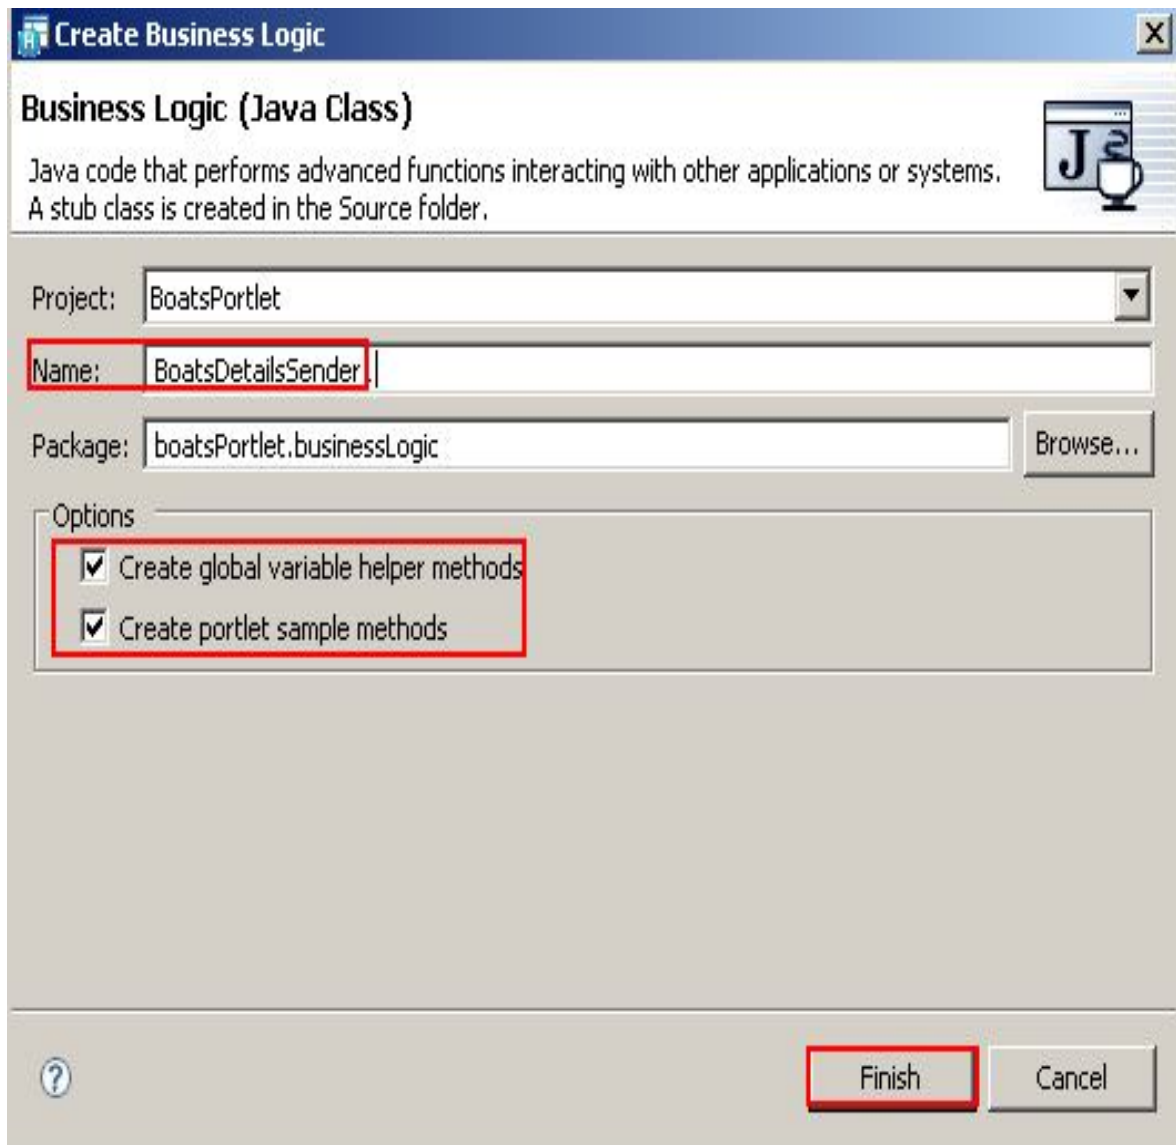 Create Business Logic
Business Logic (Java Class)
Java code that performs advanced functions interacting with other applications or systems.
A stub class is created in the Source folder.
Project: BoatsPortlet
Name: BoatsDetailsSender.
Package: boatsPortlet.businessLogic Browse...
Options
Create global variable helper methods
Create portlet sample methods
? Finish Cancel